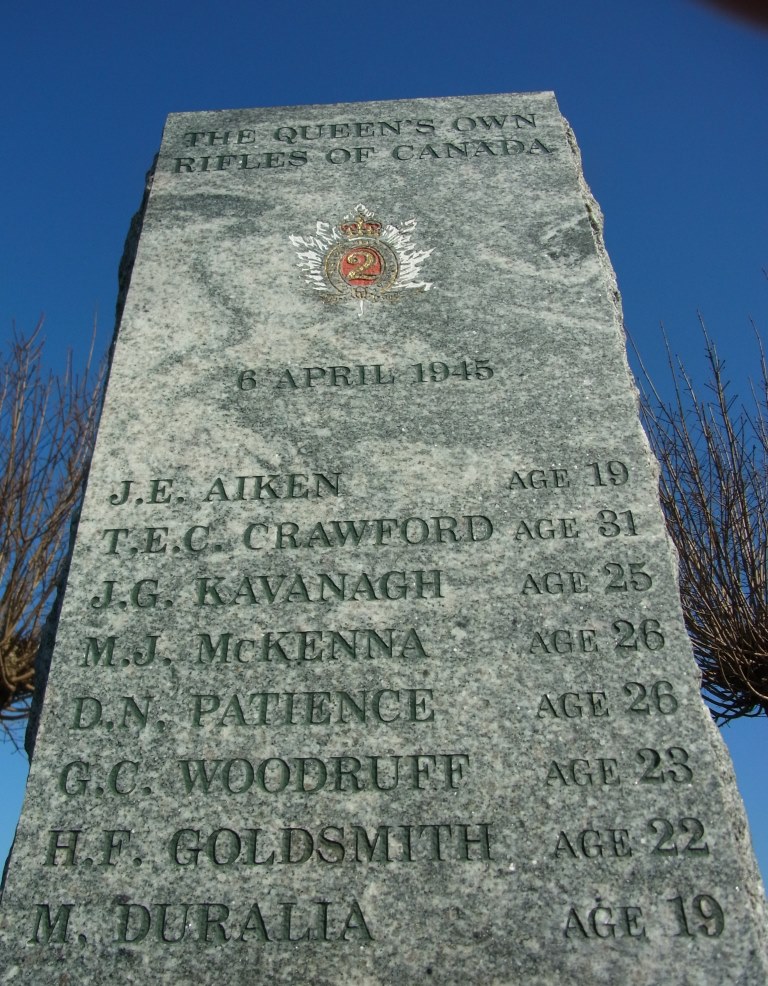 THE QUEEN'S OWN
RIFLES OF CANADA
2
6 APRIL 1945
J.E. AIKEN AGE 19
T.E.C. CRAWFORD AGE 31
J.G. KAVANAGH AGE 25
M.J. McKENNA AGE 26
D.N. PATIENCE AGE 26
G.C. WOODRUFF AGE 23
H.F. GOLDSMITH AGE 22
M. DURALIA AGE 19